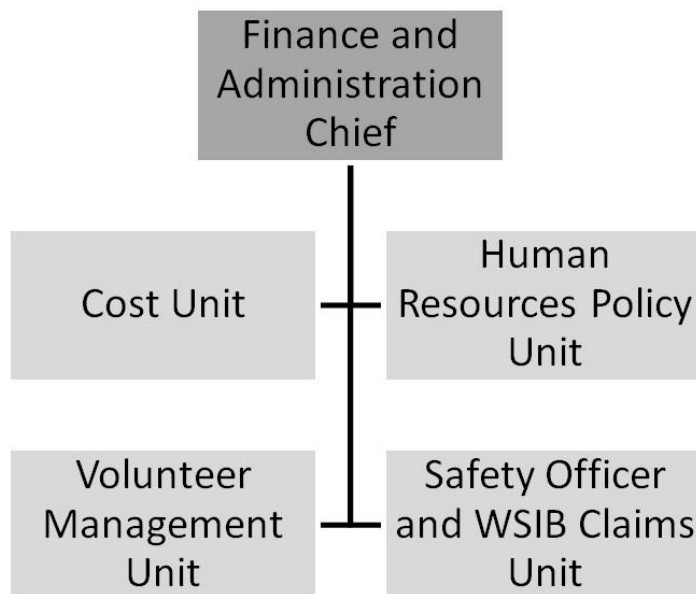 Finance and
Administration
Chief
Cost Unit
Human
Resources Policy
Unit
Volunteer
Management
Unit
Safety Officer
and WSIB Claims
Unit